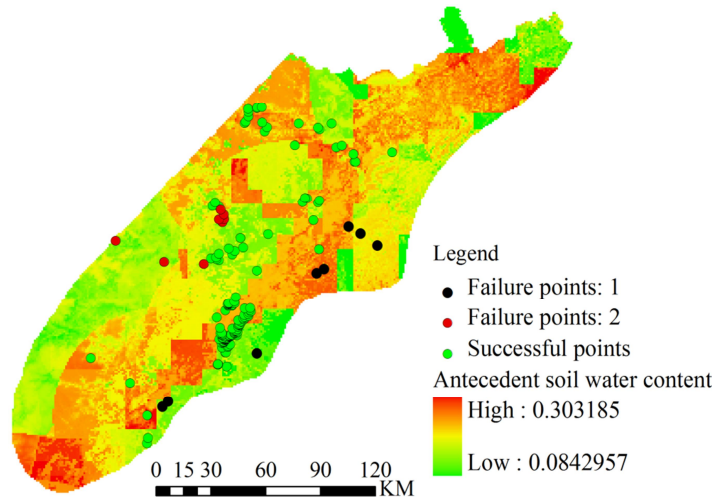 Legend
Failure points: 1
Failure points: 2
Successful points
Antecedent soil water content
High : 0.303185
Low : 0.0842957
0 15 30 60 90 120
KM